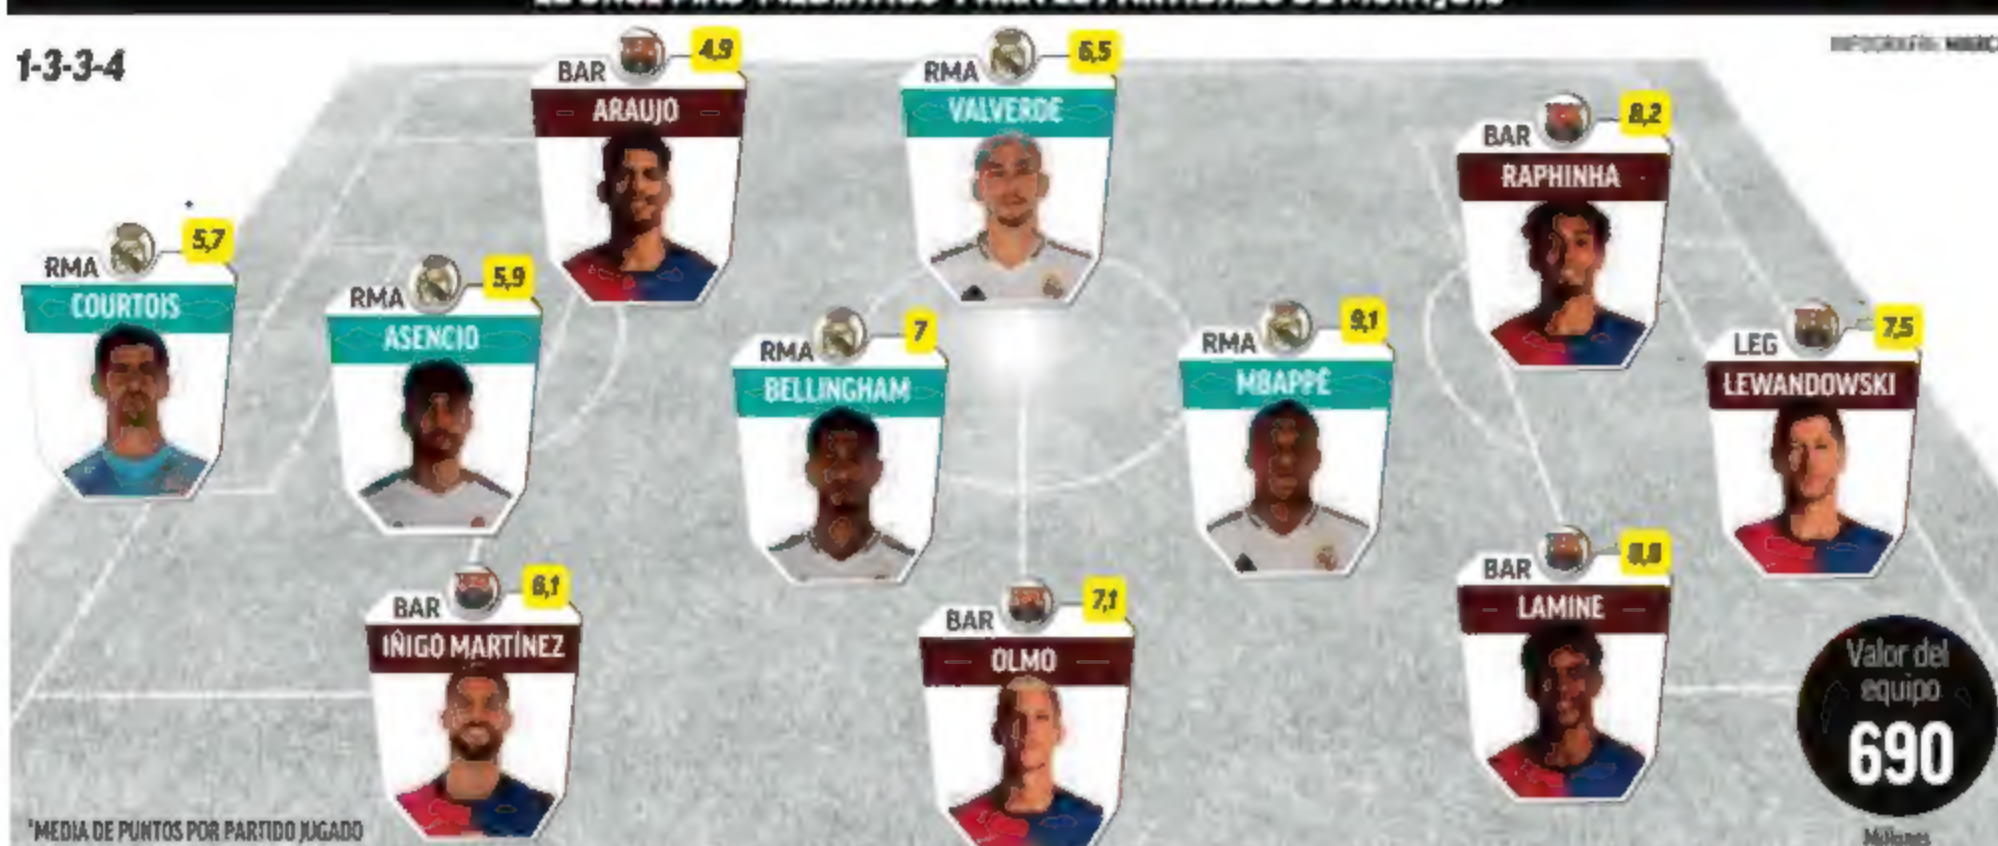 1-3-3-4
BAR 4,9
ARAUJO
RMA 6,5
VALVERDE
BAR 8,2
RAPHINHA
RMA 5,7
COURTOIS
RMA 5,9
ASENCIO
RMA 7
BELLINGHAM
RMA 9,1
MBAPPÉ
LEG 7,5
LEWANDOWSKI
BAR 6,1
IÑIGO MARTÍNEZ
BAR 7,1
OLMO
BAR
LAMINE
Valor del
equipo
690
Millones
*MEDIA DE PUNTOS POR PARTIDO JUGADO